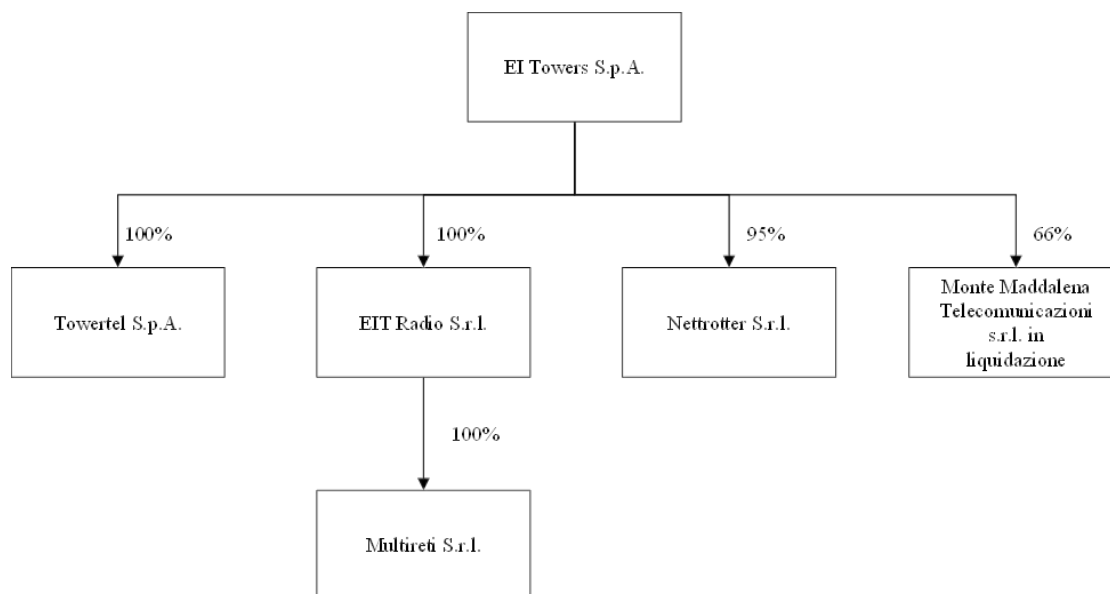 EI Towers S.p.A.
100%
100%
95%
66%
Towertel S.p.A.
EIT Radio S.r.l.
Nettrotter S.r.l.
Monte Maddalena
Telecomunicazioni
s.r.l. in
liquidazione
100%
Multireti S.r.l.